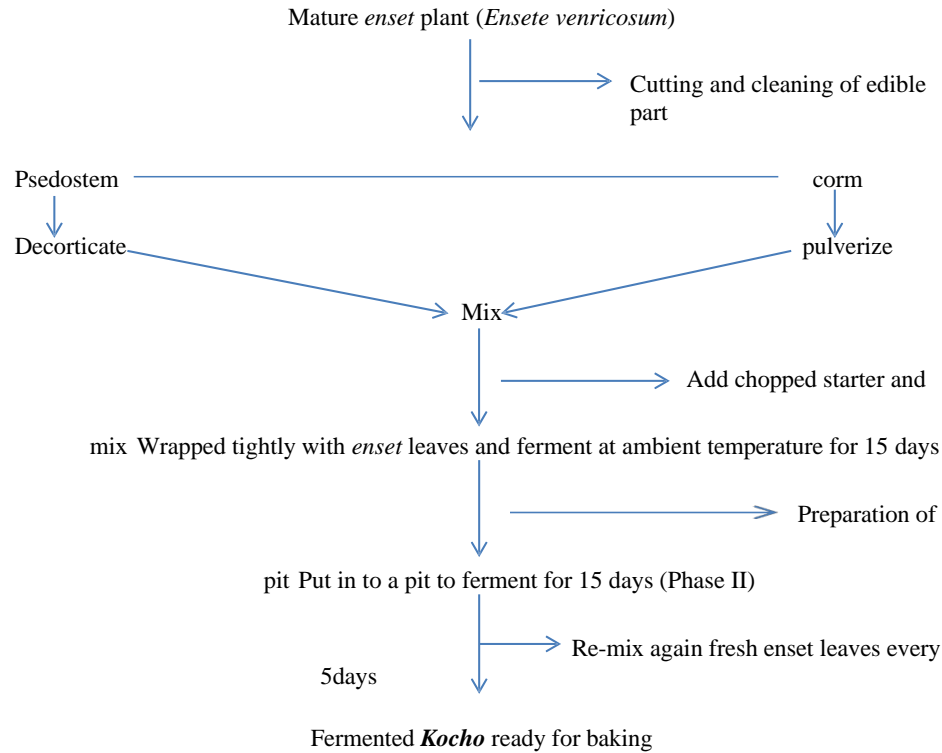 Mature enset plant (Ensete venricosum)
Cutting and cleaning of edible
part
Psedostem corm
Decorticate pulverize
Mix
Add chopped starter and
mix Wrapped tightly with enset leaves and ferment at ambient temperature for 15 days
Preparation of
pit Put in to a pit to ferment for 15 days (Phase II)
Re-mix again fresh enset leaves every
5days
Fermented Kocho ready for baking